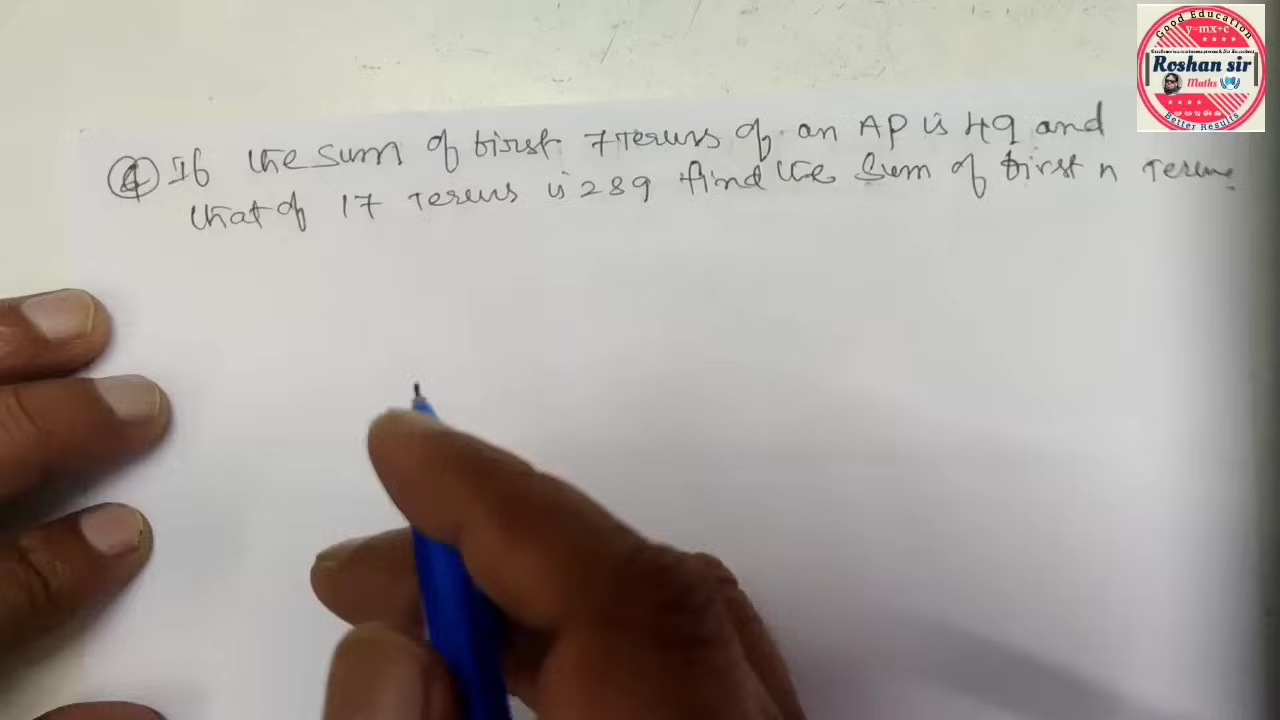 Good Education
y=mx+c
Roshan sir
Maths
Better Results
④ If the sum of first 7 terms of an AP is 49 and
that of 17 terms is 289 find the sum of first n terms.